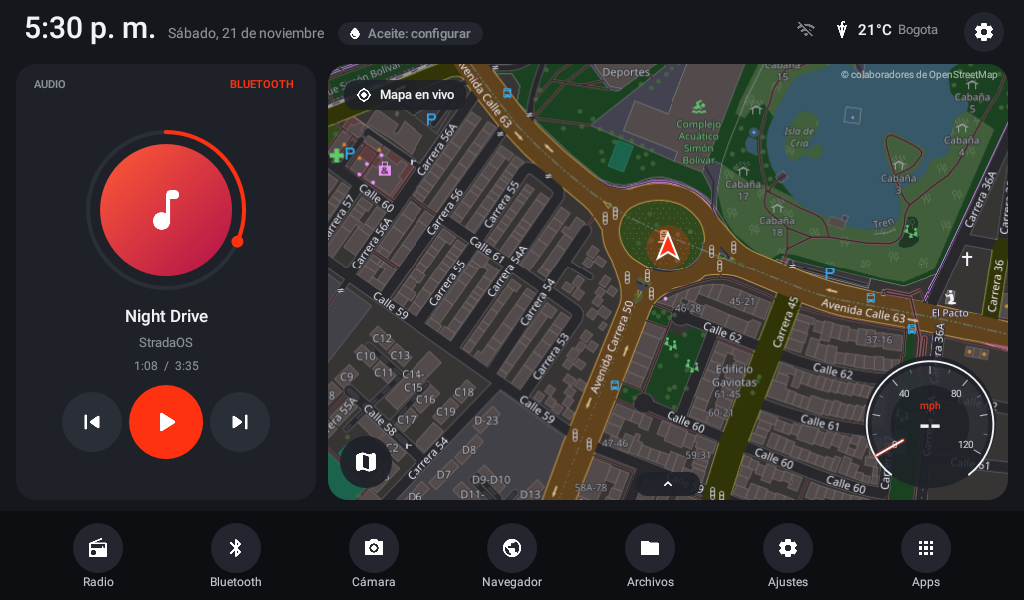 5:30 p. m.
Sábado, 21 de noviembre
Aceite: configurar
21°C
Bogota
AUDIO
BLUETOOTH
Night Drive
StradaOS
1:08 / 3:35
Mapa en vivo
© colaboradores de OpenStreetMap
Deportes
Cabaña
15
Cabaña
5
Cabaña
4
Cabaña
3
Cabaña
17
Cabaña
18
Isla de
Cria
Tren
Complejo
Acuático
Simón
Bolívar
Avenida Calle 63
Carrera 56A
Carrera 56
Carrera 55
Calle 60
Carrera 57
Carrera 56A
Calle 61
Carrera 54A
Carrera 55
Carrera 54
Calle 59
Carrera 53
Avenida Carrera 50
Carrera 36A
Carrera 36
El Pacto
Avenida Calle 63
Carrera 45
46-28
45-21
37-16
Calle 62
Calle 62
Edificio
Gaviotas
61-45
60-21
Calle 61
Calle 60
Calle 60
Calle 60
59-31
47-46
58A-78
Calle 59
C12
C10
C13
C11
C14-
C15
C9
C16
C18
C17
C19
Calle 58
D-23
Carrera 54
D8
D7
D9-D10
D6
D11-
D13
40
80
mph
--
0
120
Radio
Bluetooth
Cámara
Navegador
Archivos
Ajustes
Apps